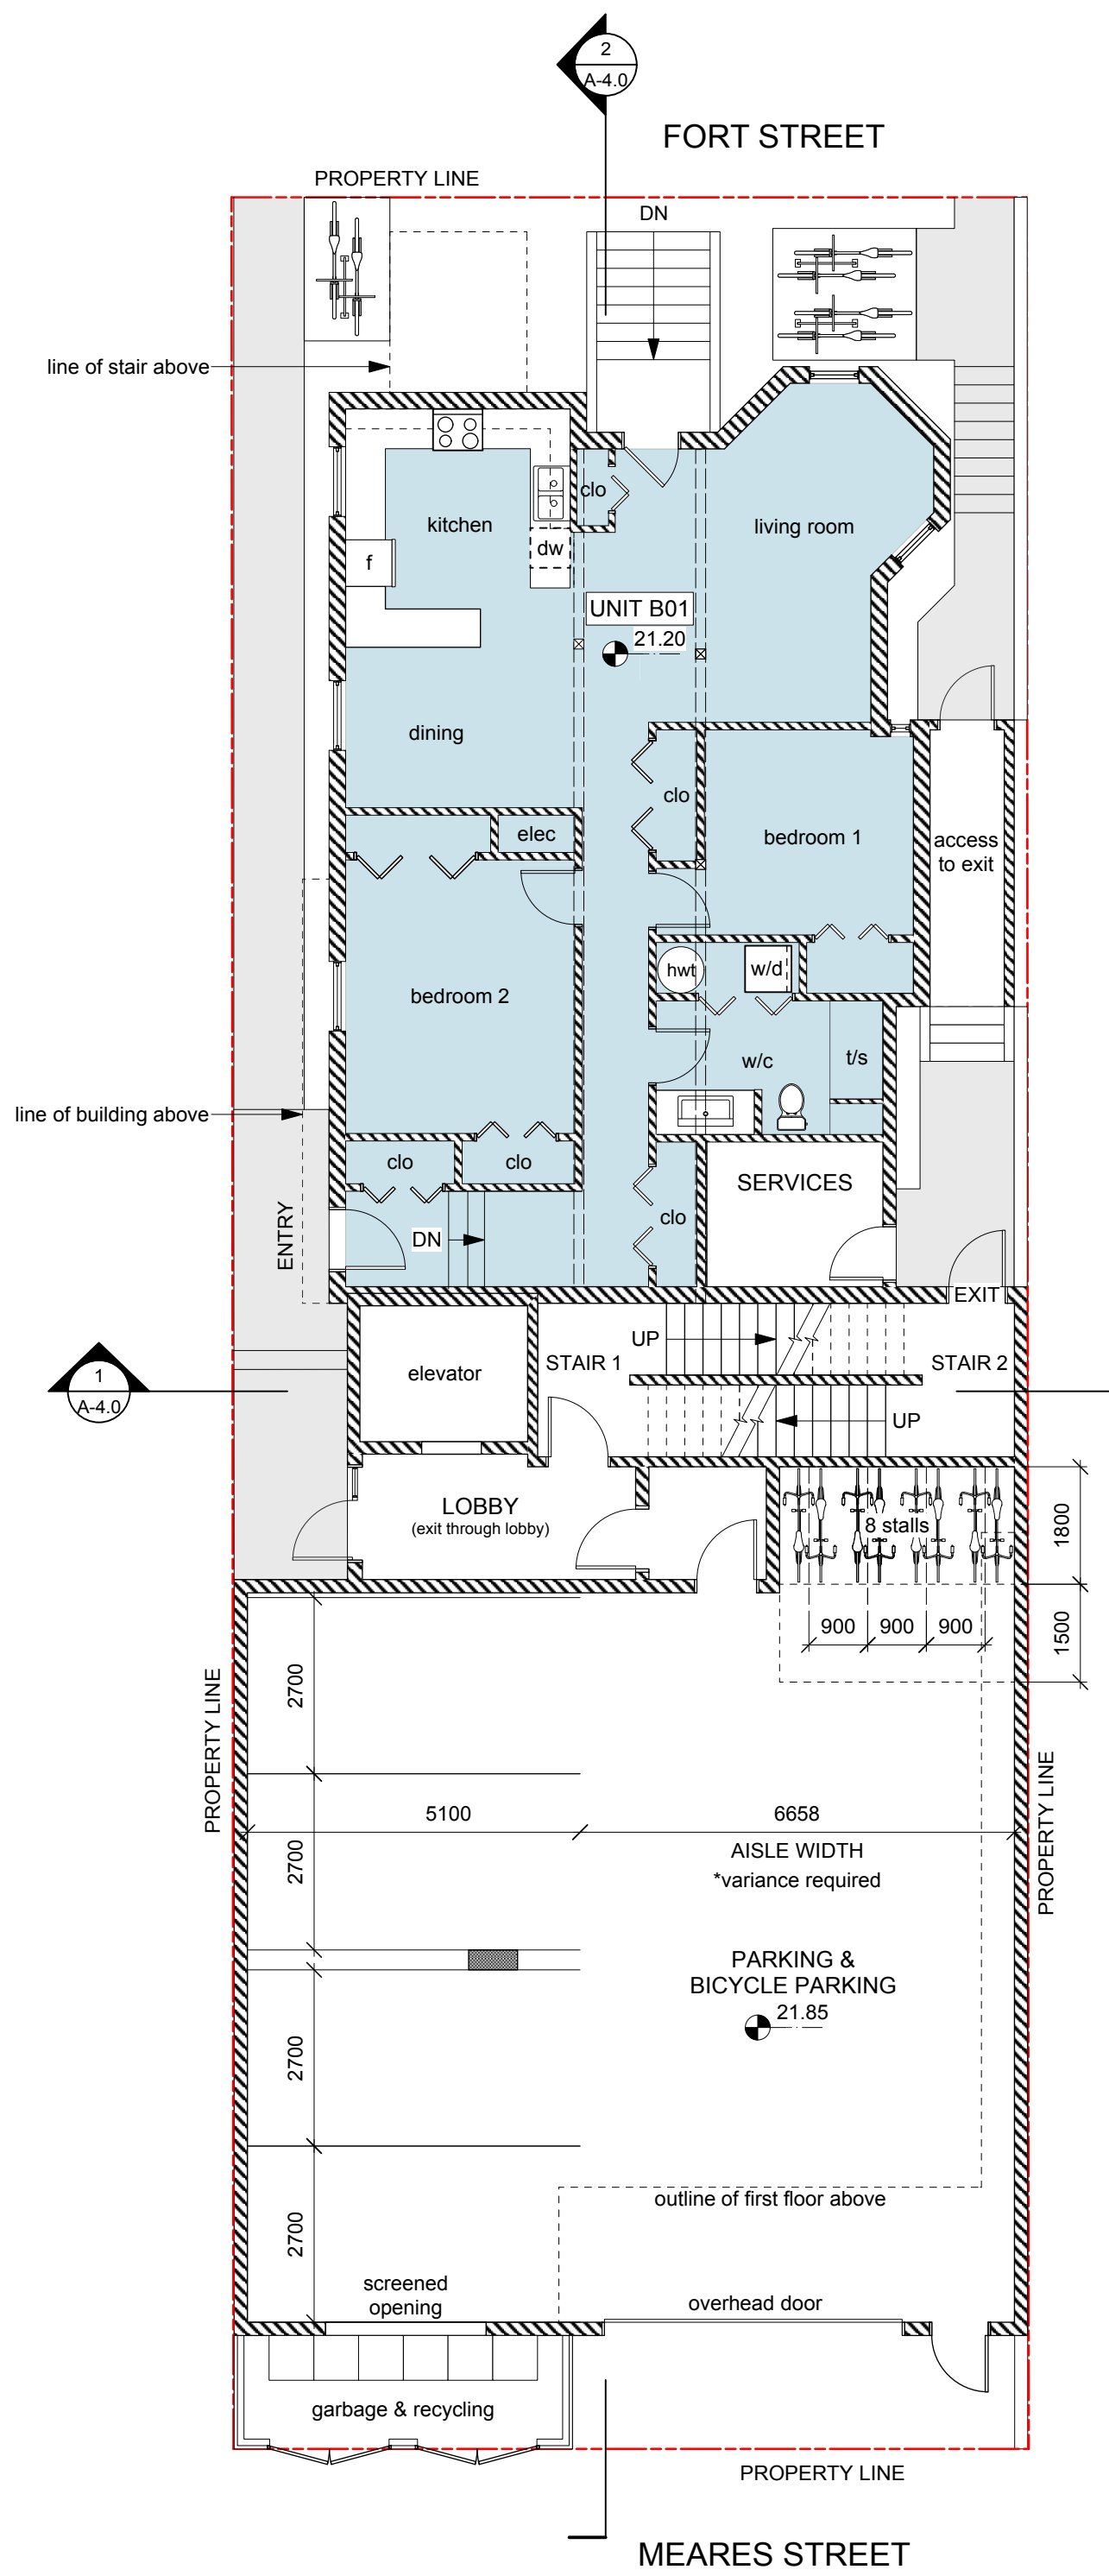 2
A-4.0
FORT STREET
PROPERTY LINE
DN
line of stair above
clo
kitchen
living room
dw
f
UNIT B01
21.20
dining
clo
elec
bedroom 1
access
to exit
hwt
w/d
bedroom 2
w/c
t/s
line of building above
clo
clo
SERVICES
clo
ENTRY
DN
EXIT
UP
STAIR 1
STAIR 2
elevator
1
A-4.0
UP
LOBBY
(exit through lobby)
8 stalls
1800
900
900
900
1500
2700
PROPERTY LINE
5100
6658
PROPERTY LINE
AISLE WIDTH
*variance required
2700
PARKING &
BICYCLE PARKING
21.85
2700
outline of first floor above
2700
screened
opening
overhead door
garbage & recycling
PROPERTY LINE
MEARES STREET